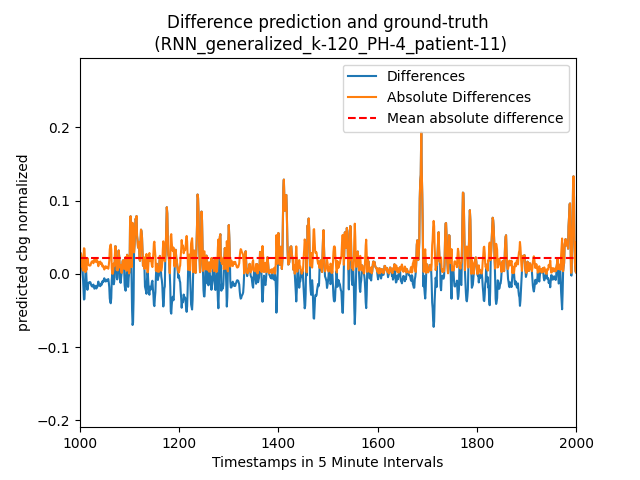 Difference prediction and ground-truth
(RNN_generalized_k-120_PH-4_patient-11)
Differences
Absolute Differences
Mean absolute difference
predicted cbg normalized
0.2
0.1
0.0
−0.1
−0.2
1000 1200 1400 1600 1800 2000
Timestamps in 5 Minute Intervals